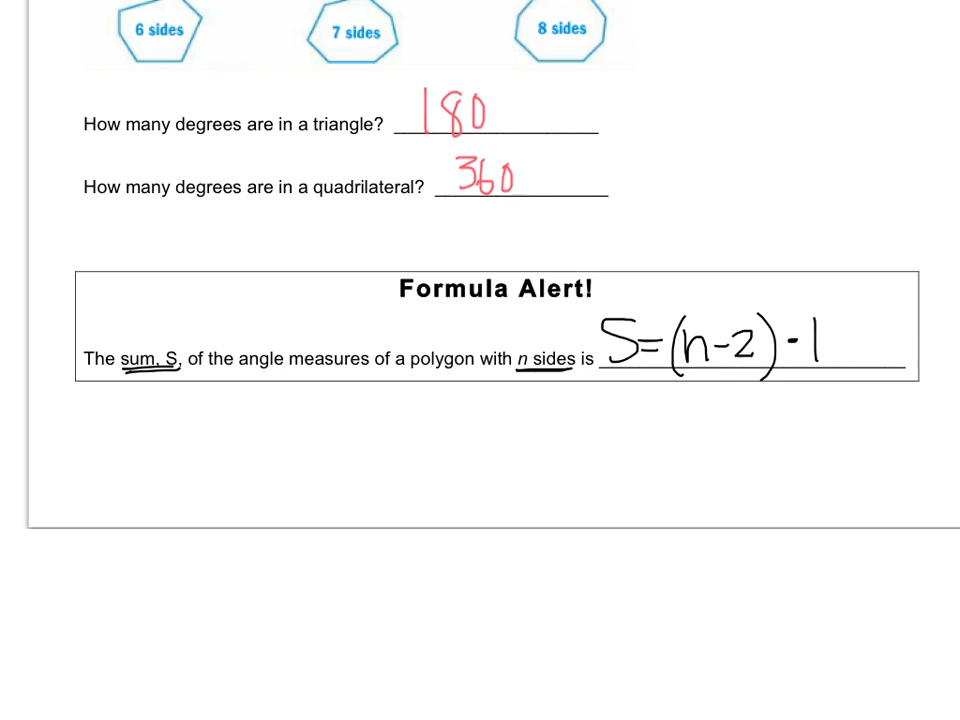 6 sides 7 sides 8 sides
How many degrees are in a triangle? 180
How many degrees are in a quadrilateral? 360
Formula Alert!
The sum, S, of the angle measures of a polygon with n sides is S=(n-2)·1